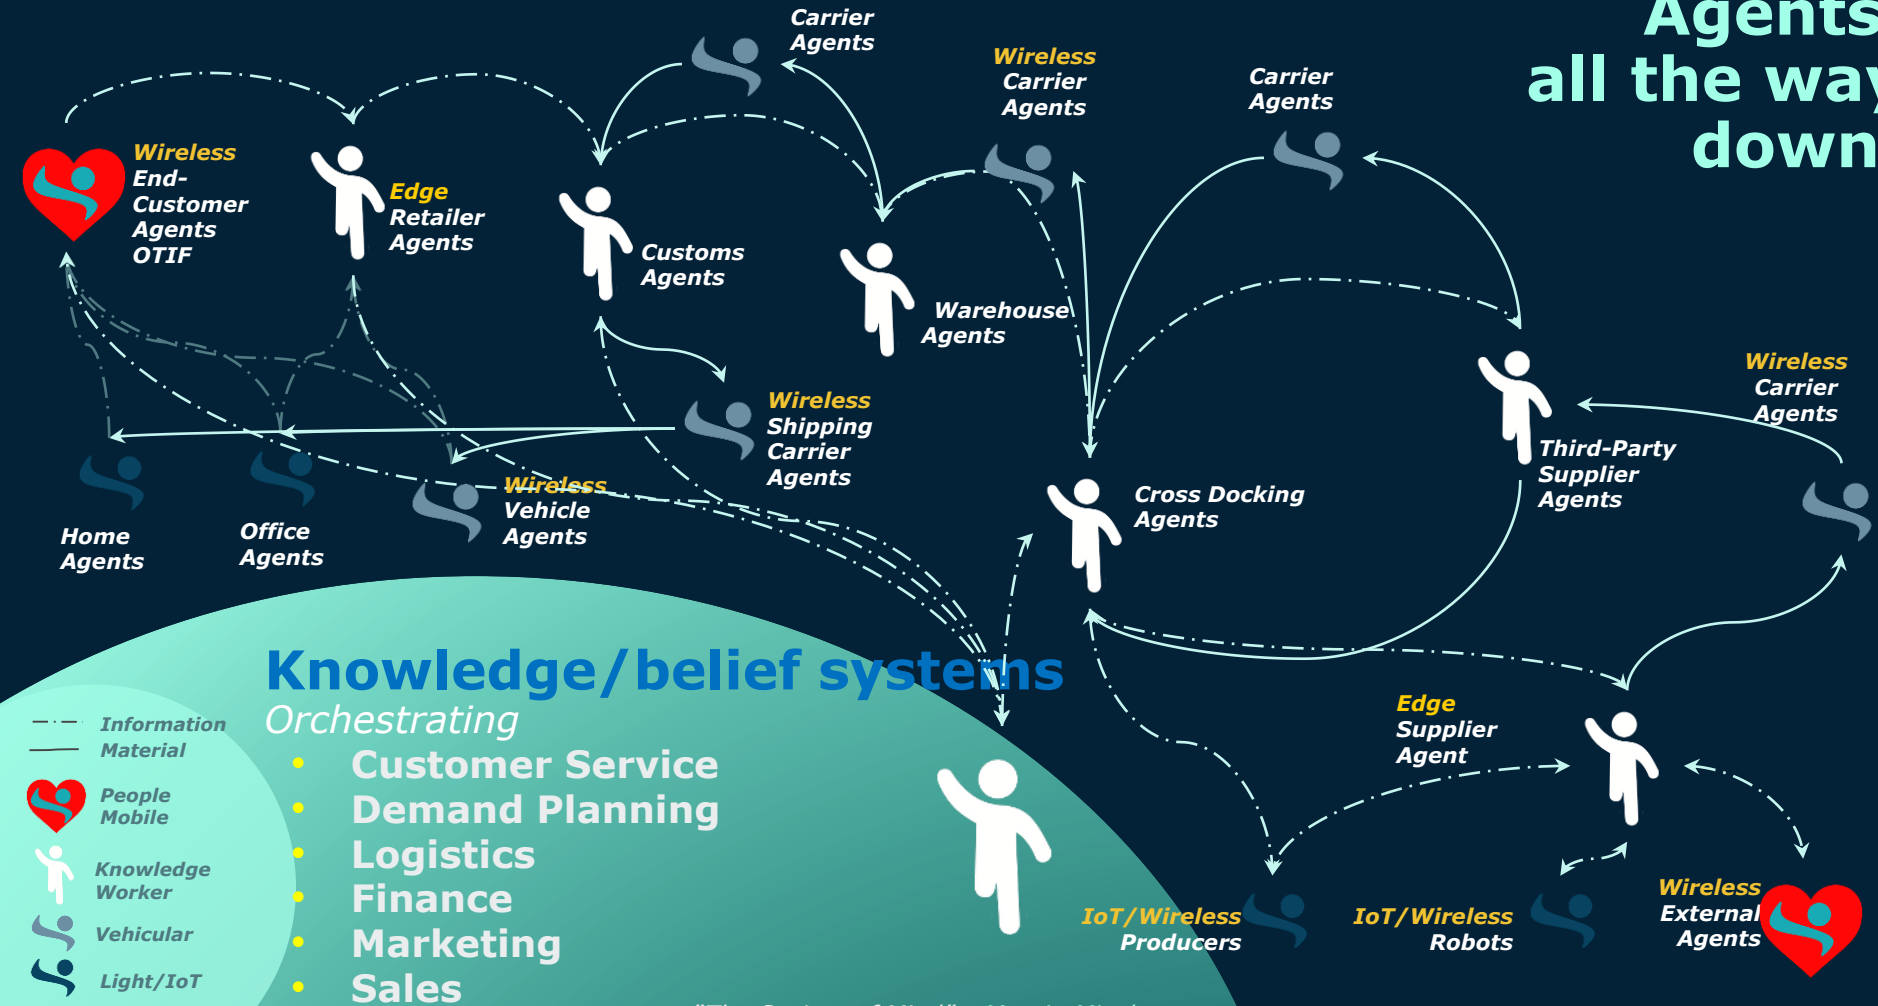 Agents
all the way
down
Carrier
Agents
Wireless
Carrier
Agents
Carrier
Agents
Wireless
End-
Customer
Agents
OTIF
Edge
Retailer
Agents
Customs
Agents
Warehouse
Agents
Wireless
Carrier
Agents
Wireless
Shipping
Carrier
Agents
Third-Party
Supplier
Agents
Wireless
Vehicle
Agents
Cross Docking
Agents
Home
Agents
Office
Agents
Knowledge/belief systems
Orchestrating
• Customer Service
• Demand Planning
• Logistics
• Finance
• Marketing
• Sales
Information
Material
People
Mobile
Knowledge
Worker
Vehicular
Light/IoT
Edge
Supplier
Agent
IoT/Wireless
Producers
IoT/Wireless
Robots
Wireless
External
Agents